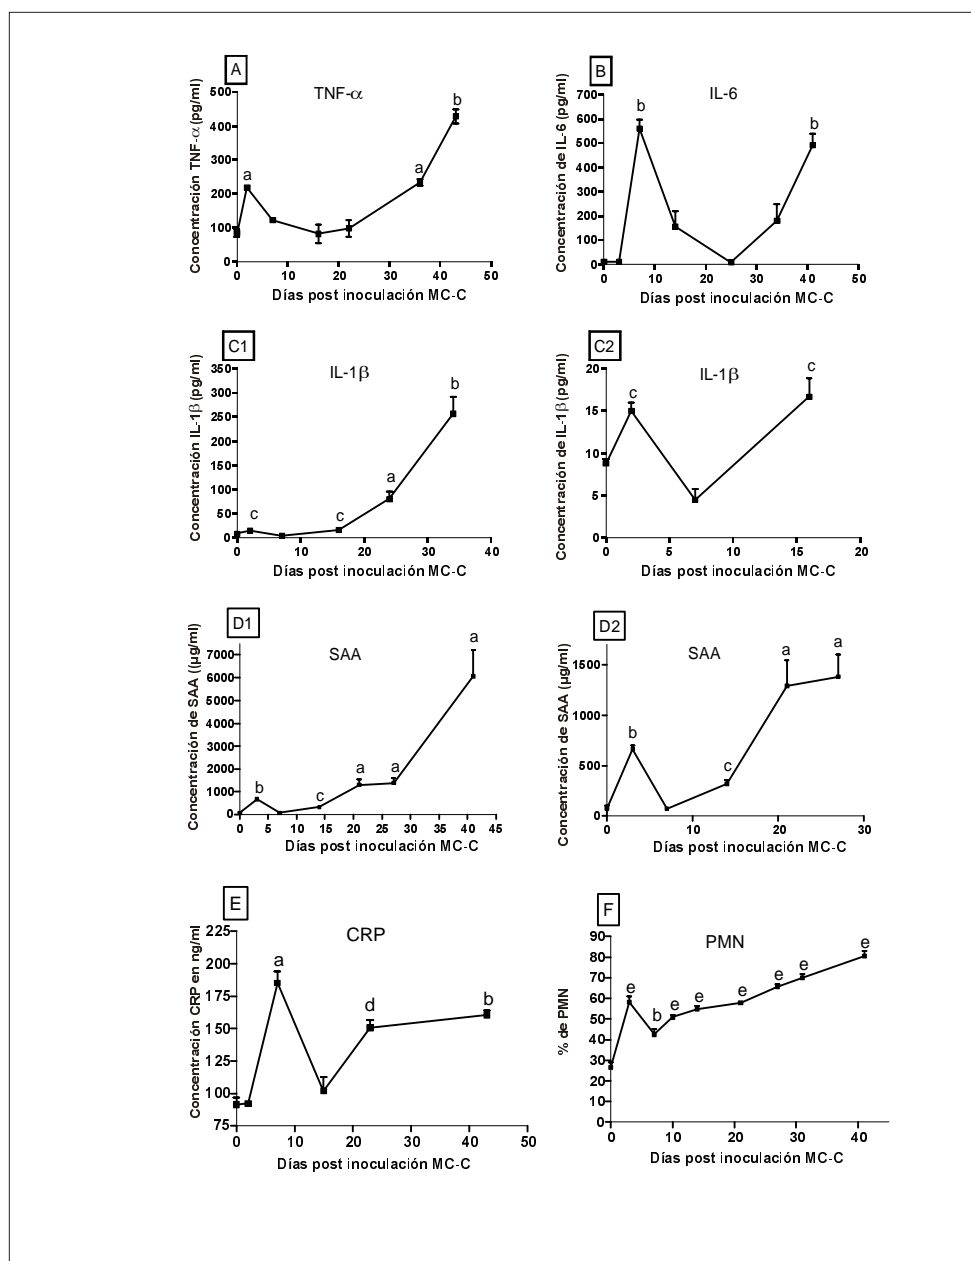 A
TNF-α
Concentración TNF-α(pg/ml)
500
400
300
200
100
0
b
a
a
0 10 20 30 40 50
Días post inoculación MC-C
B
IL-6
Concentración de IL-6 (pg/ml)
700
600
500
400
300
200
100
0
b
b
0 10 20 30 40 50
Días post inoculación MC-C
C1
IL-1β
Concentración IL-1β(pg/ml)
350
300
250
200
150
100
50
0
b
a
c
c
0 10 20 30 40
Días post inoculación MC-C
C2
IL-1β
Concentración de IL-1β(pg/ml)
20
15
10
5
0
c
c
0 5 10 15 20
Días post inoculación MC-C
D1
SAA
Concentración de SAA ((µg/ml)
7000
6000
5000
4000
3000
2000
1000
0
a
b
c
a
a
0 5 10 15 20 25 30 35 40 45
Días post inoculación MC-C
D2
SAA
Concentración de SAA (µg/ml)
1500
1000
500
0
b
c
a
a
0 10 20 30
Días post inoculación MC-C
E
CRP
Concentración CRP en ng/ml
225
200
175
150
125
100
75
a
d
b
0 10 20 30 40 50
Días post inoculación MC-C
F
PMN
% de PMN
90
80
70
60
50
40
30
20
10
0
e
b
e
e
e
e
e
e
0 10 20 30 40
Días post inoculación MC-C